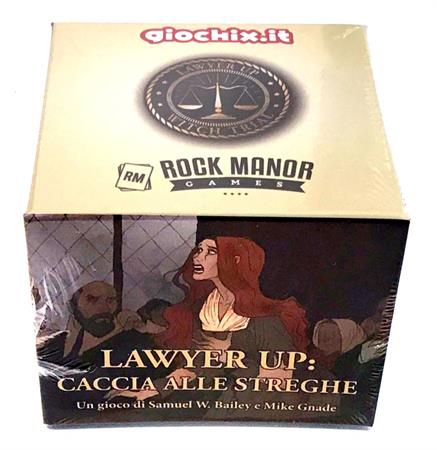 giochix.it
LAWYER UP
WITCH TRIAL
RM
ROCK MANOR
GAMES
LAWYER UP:
CACCIA ALLE STREGHE
Un gioco di Samuel W. Bailey e Mike Gnade